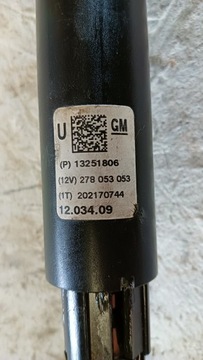 U GM
(P) 13251806
(12V) 278 053 053
(1T) 202170744
12.034.09